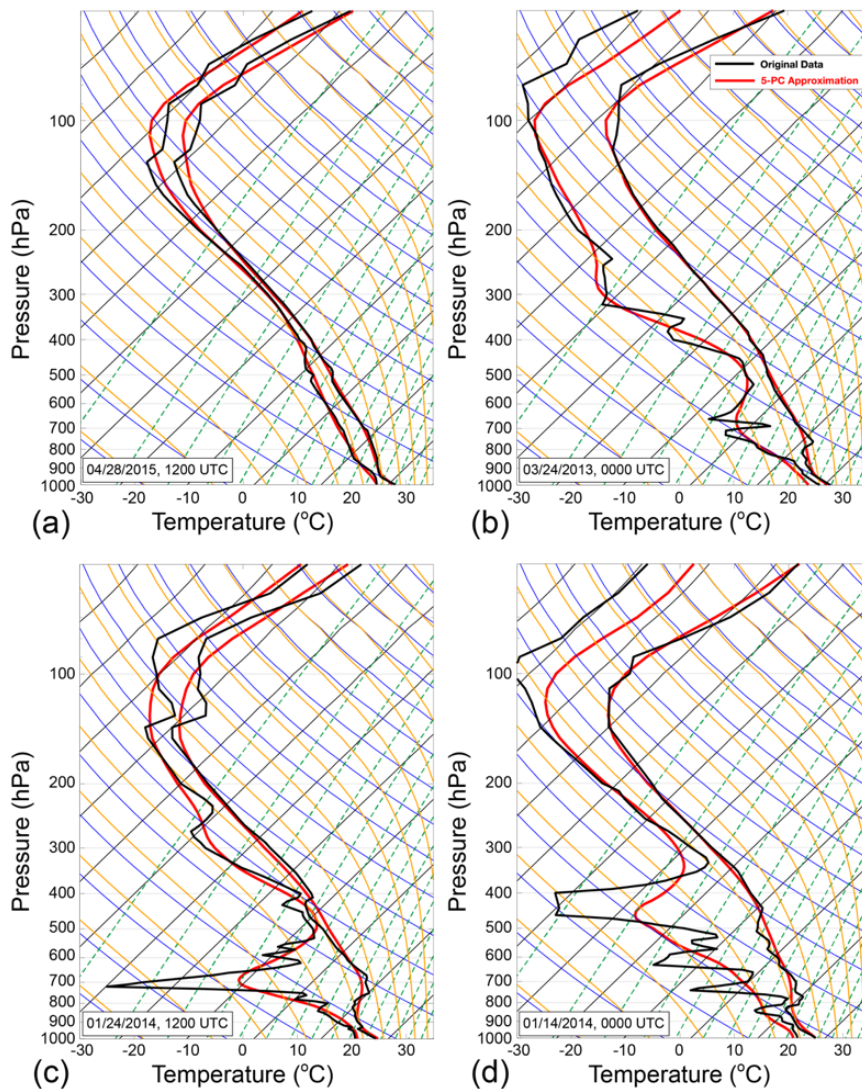 Original Data
5-PC Approximation
Pressure (hPa)
100
200
300
400
500
600
700
800
900
1000
04/28/2015, 1200 UTC
-30 -20 -10 0 10 20 30
(a)
Temperature (°C)
Pressure (hPa)
100
200
300
400
500
600
700
800
900
1000
03/24/2013, 0000 UTC
-30 -20 -10 0 10 20 30
(b)
Temperature (°C)
Pressure (hPa)
100
200
300
400
500
600
700
800
900
1000
01/24/2014, 1200 UTC
-30 -20 -10 0 10 20 30
(c)
Temperature (°C)
Pressure (hPa)
100
200
300
400
500
600
700
800
900
1000
01/14/2014, 0000 UTC
-30 -20 -10 0 10 20 30
(d)
Temperature (°C)